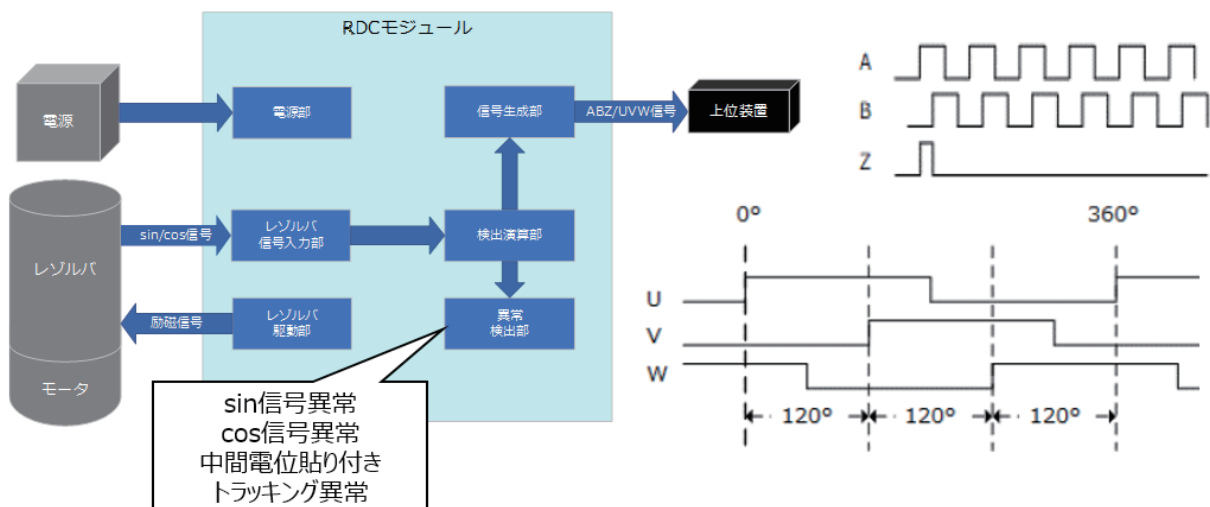 RDCモジュール
電源
電源部
信号生成部
ABZ/UVW信号
上位装置
レゾルバ
モータ
sin/cos信号
レゾルバ
信号入力部
検出演算部
励磁信号
レゾルバ
駆動部
異常
検出部
sin信号異常
cos信号異常
中間電位貼り付き
トラッキング異常
A
B
Z
0°
360°
U
V
W
120°
120°
120°